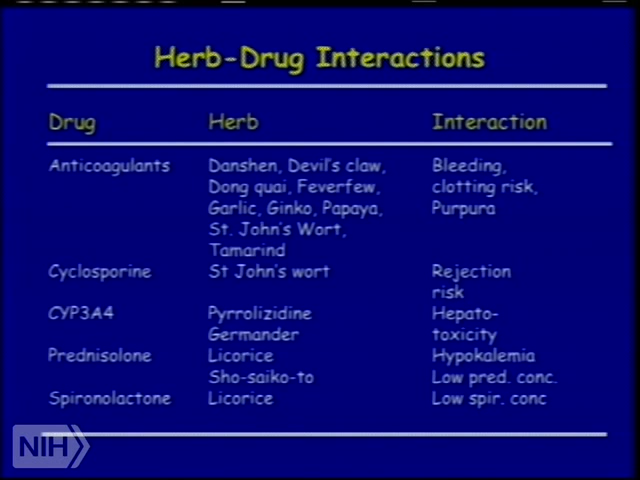 Herb-Drug Interactions
Drug Herb Interaction
Anticoagulants Danshen, Devil's claw, Bleeding,
Dong quai, Feverfew, clotting risk,
Garlic, Ginko, Papaya, Purpura
St. John's Wort,
Tamarind
Cyclosporine St John's wort Rejection
risk
CYP3A4 Pyrrolizidine Hepato-
Germander toxicity
Prednisolone Licorice Hypokalemia
Sho-saiko-to Low pred. conc.
Spironolactone Licorice Low spir. conc
NIH